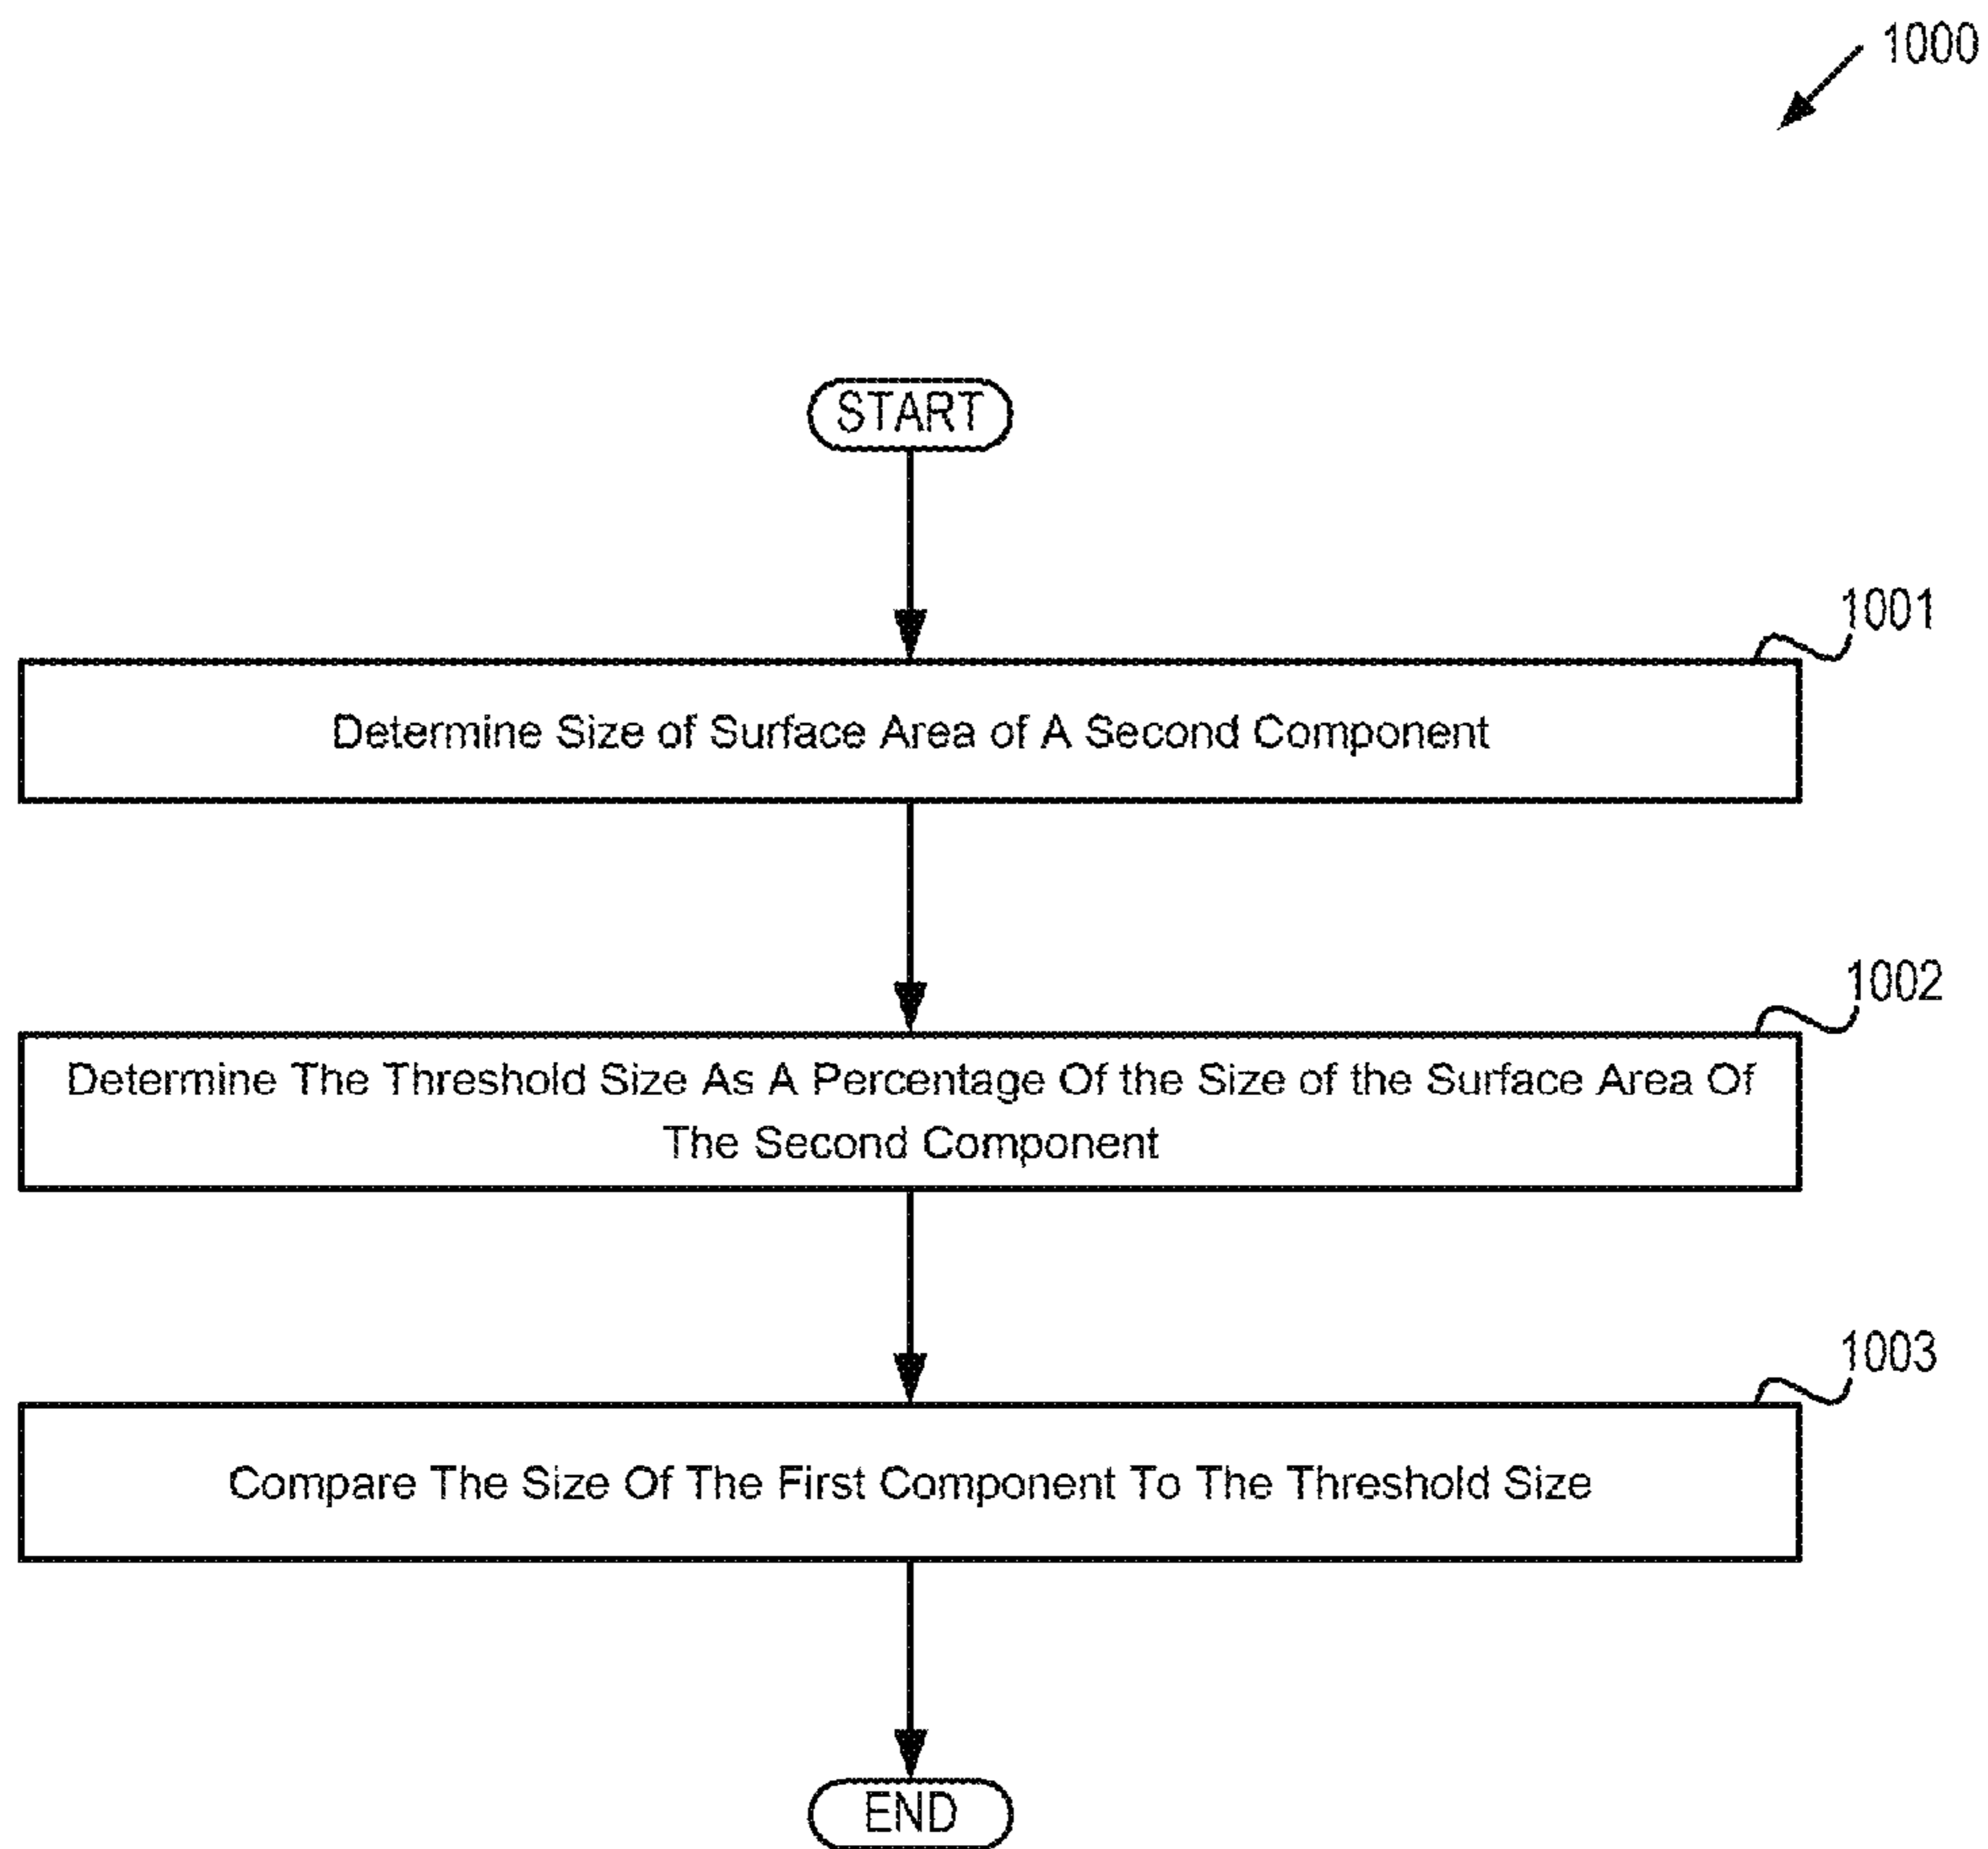 1000
START
1001
Determine Size of Surface Area of A Second Component
1002
Determine The Threshold Size As A Percentage Of the Size of the Surface Area Of
The Second Component
1003
Compare The Size Of The First Component To The Threshold Size
END